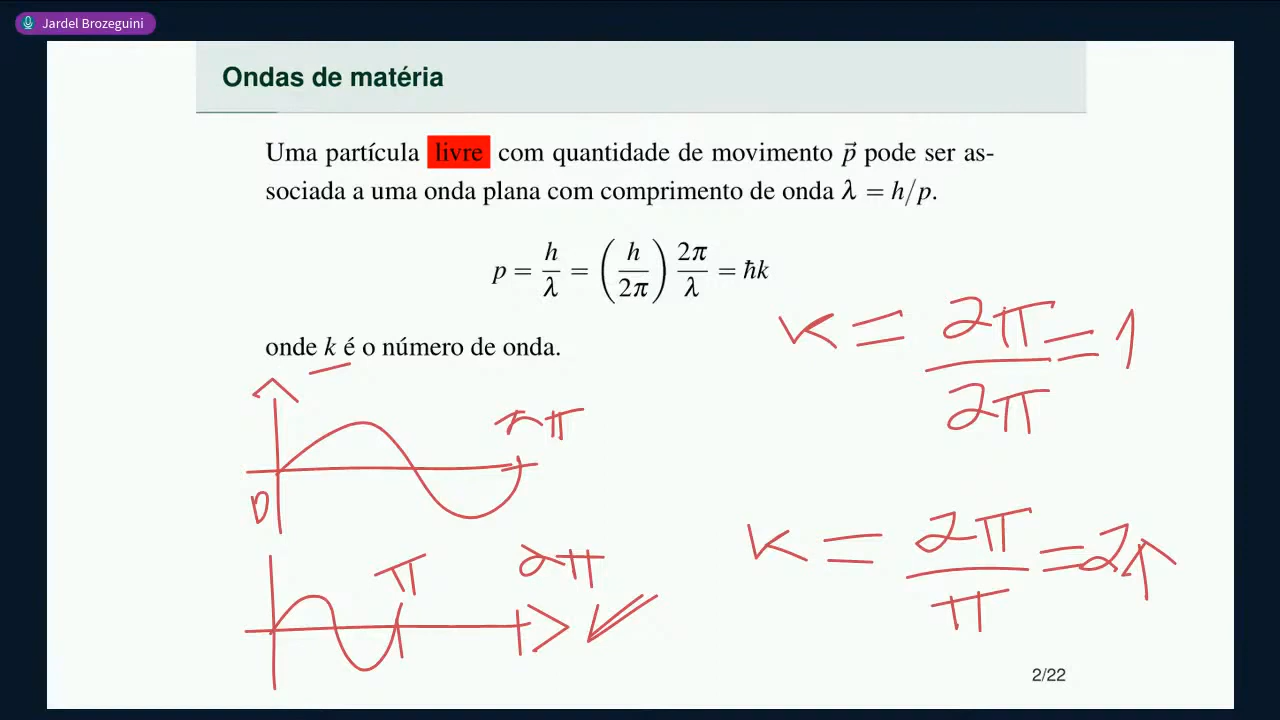 Jardel Brozeguini
Ondas de matéria
Uma partícula livre com quantidade de movimento p⃗ pode ser as-
sociada a uma onda plana com comprimento de onda λ = h/p.
p = h/λ = (h/2π) 2π/λ = ħk
onde k é o número de onda.
K = 2π/2π = 1
π
0
K = 2π/π = 2↑
π
2π
2/22